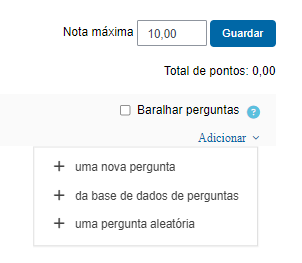 Nota máxima 10,00 Guardar
Total de pontos: 0,00
Baralhar perguntas ?
Adicionar
+ uma nova pergunta
+ da base de dados de perguntas
+ uma pergunta aleatória